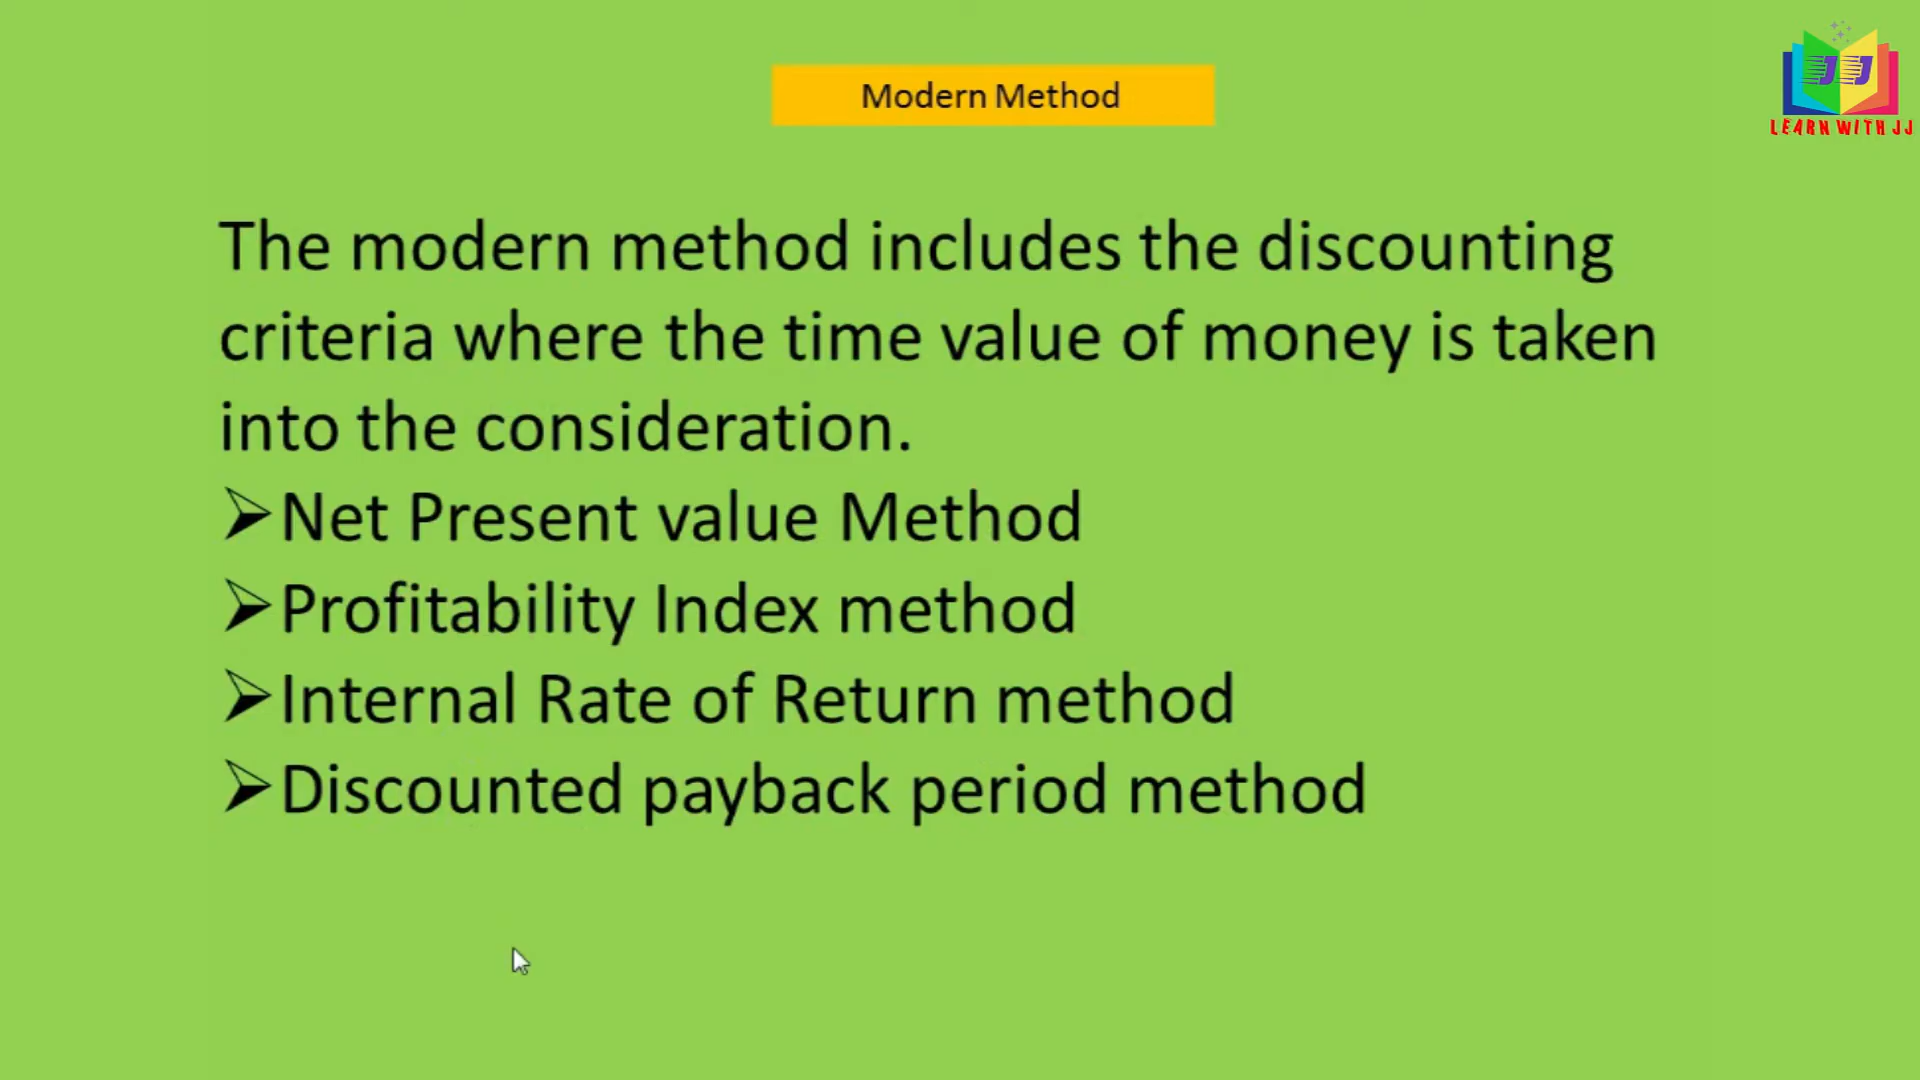 Modern Method
JJ
LEARN WITH JJ
The modern method includes the discounting
criteria where the time value of money is taken
into the consideration.
➢Net Present value Method
➢Profitability Index method
➢Internal Rate of Return method
➢Discounted payback period method